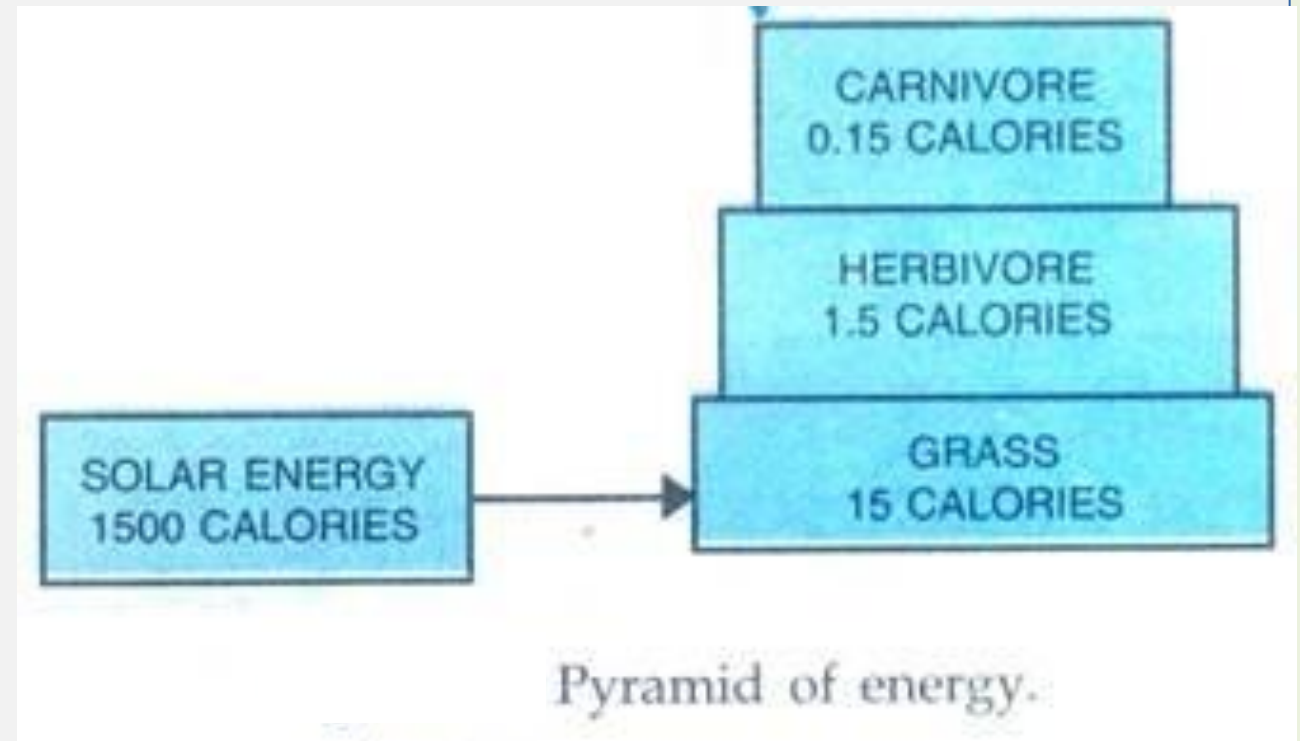 CARNIVORE
0.15 CALORIES
HERBIVORE
1.5 CALORIES
GRASS
15 CALORIES
SOLAR ENERGY
1500 CALORIES
Pyramid of energy.